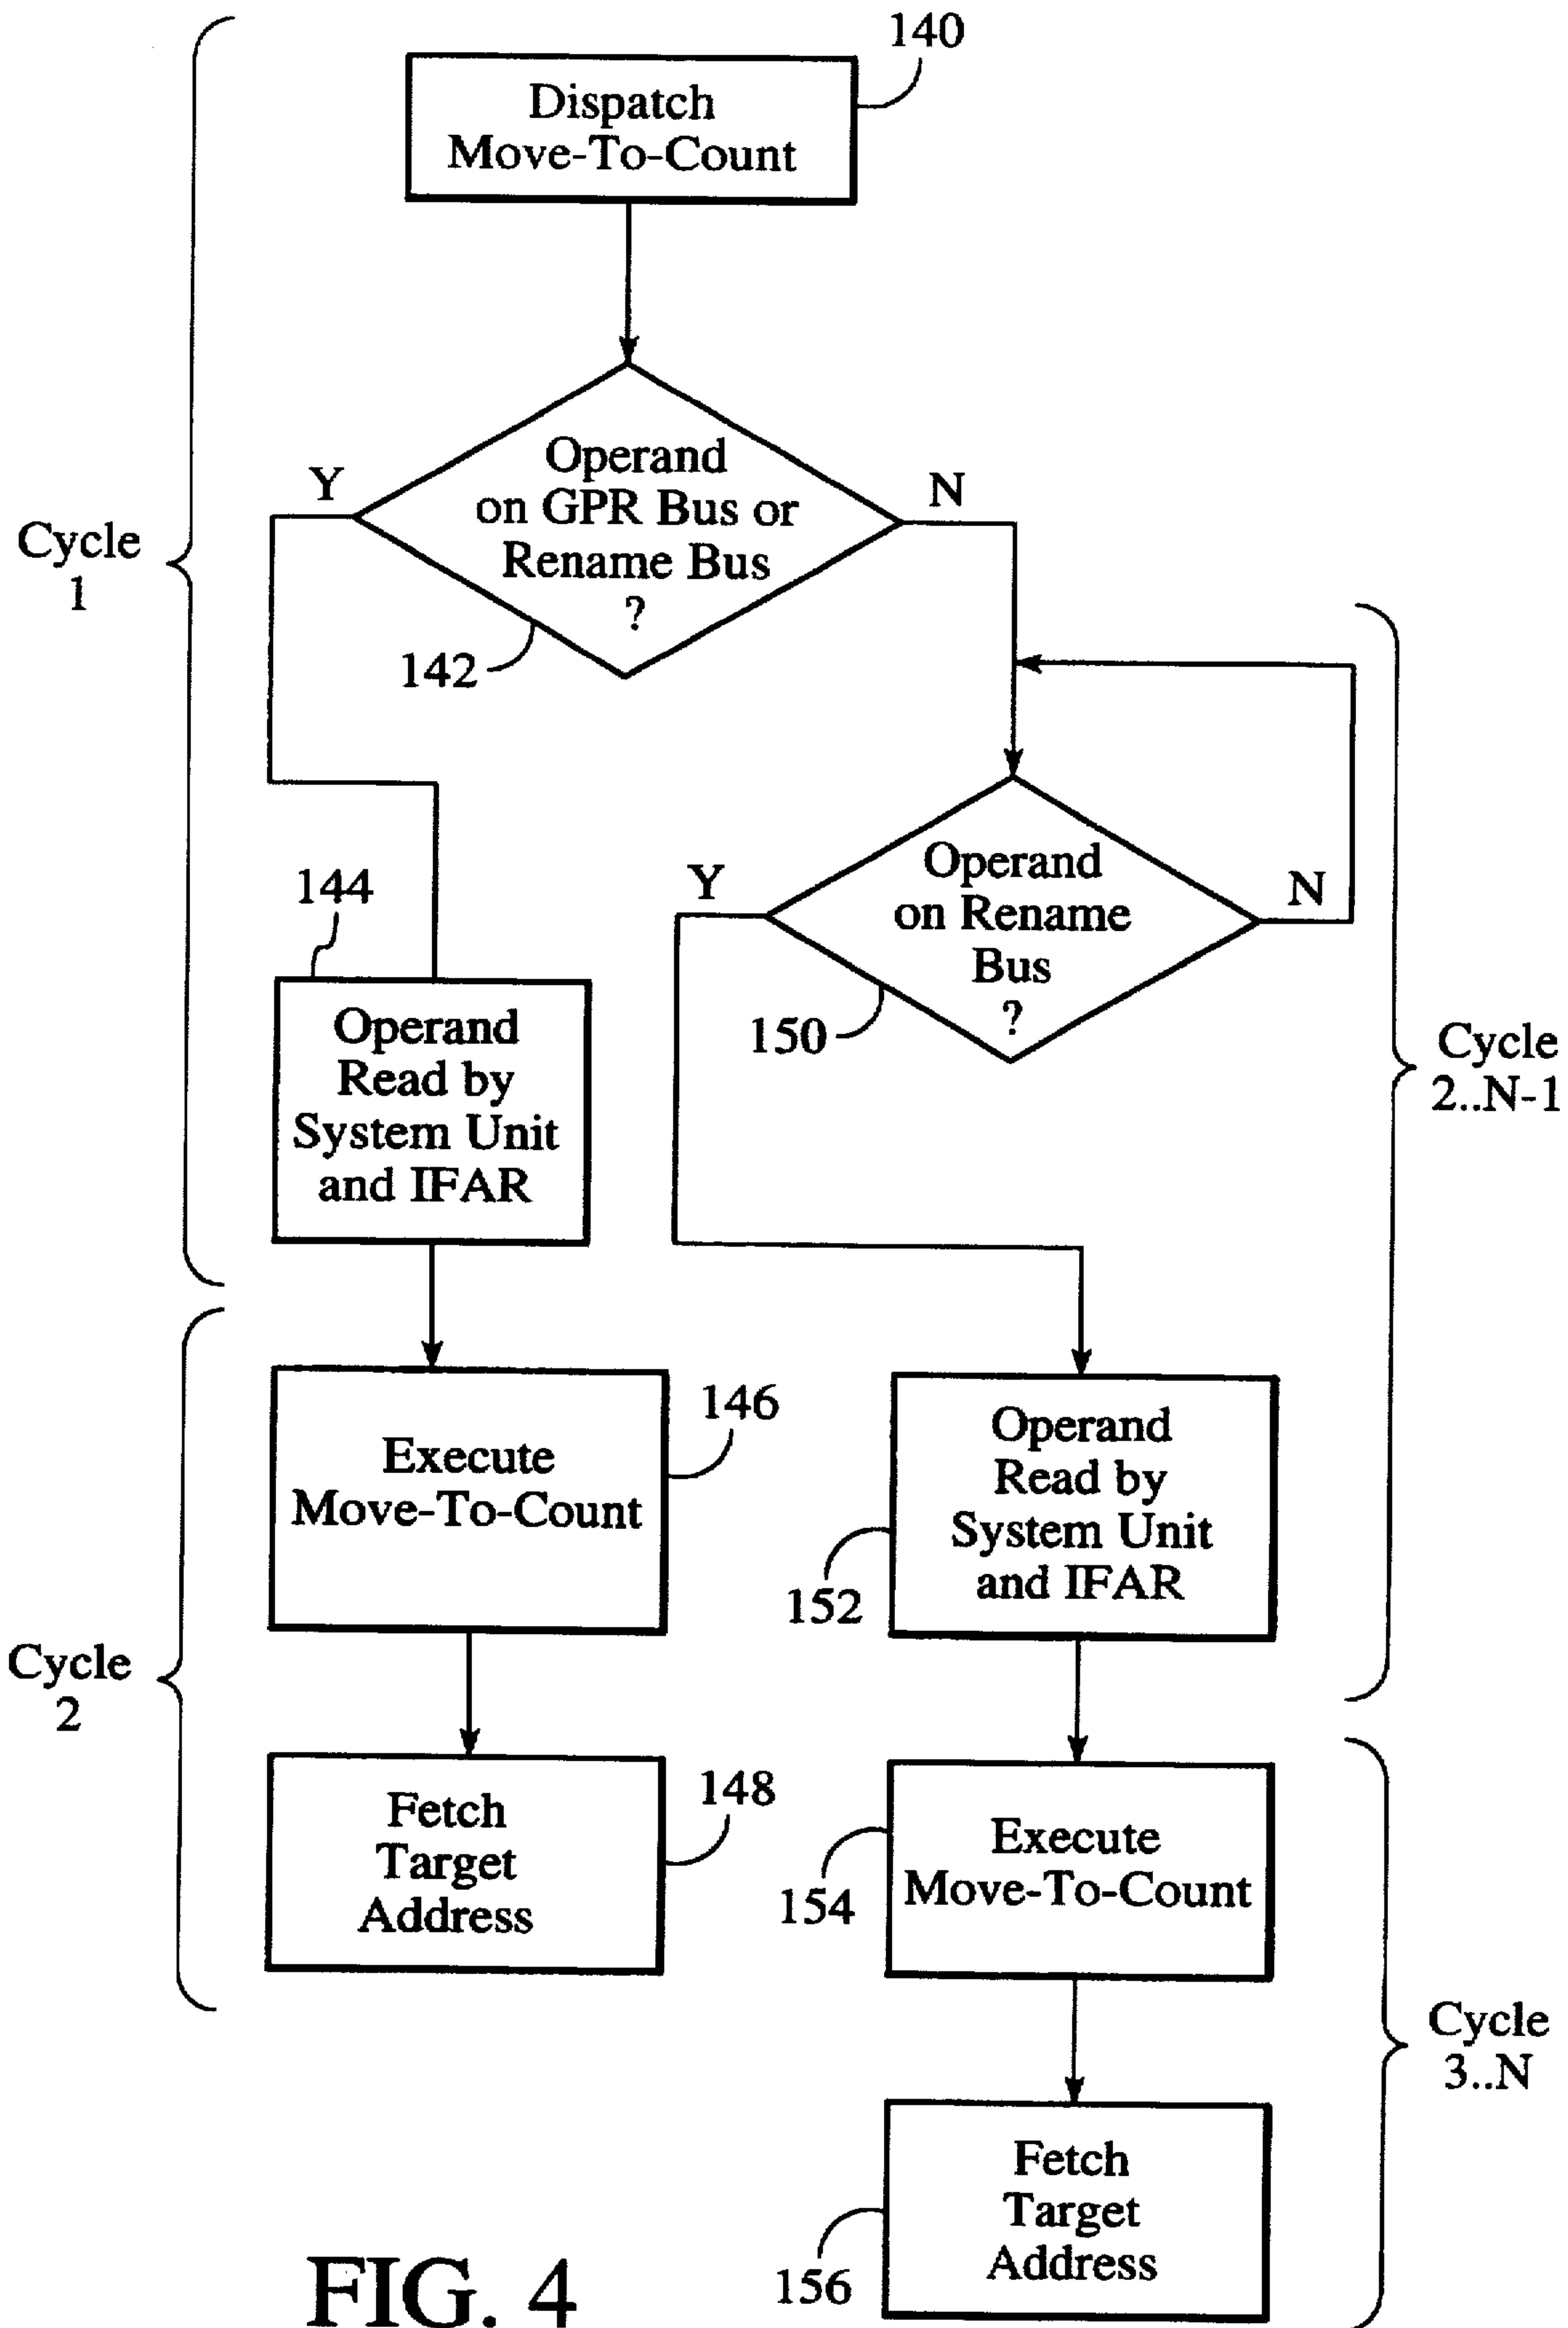 140
Dispatch
Move-To-Count
Operand
on GPR Bus or
Rename Bus
?
Y
N
142
Cycle
1
144
Operand
Read by
System Unit
and IFAR
Operand
on Rename
Bus
?
Y
N
150
Cycle
2..N-1
146
Execute
Move-To-Count
Operand
Read by
System Unit
and IFAR
152
Cycle
2
148
Fetch
Target
Address
Execute
Move-To-Count
154
Cycle
3..N
Fetch
Target
Address
156
FIG. 4